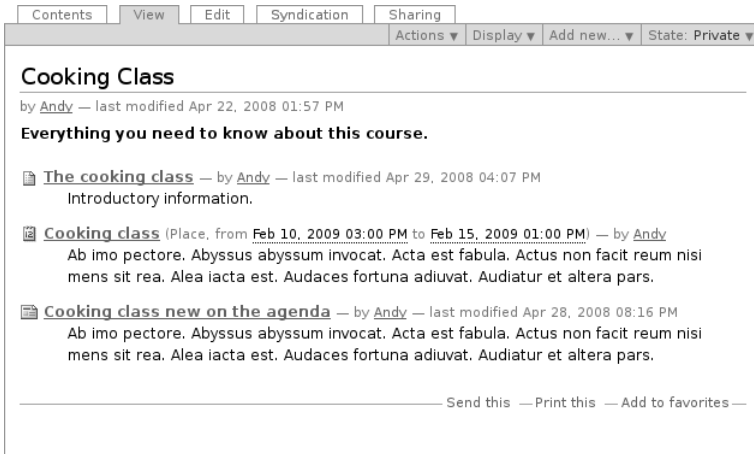 Contents View Edit Syndication Sharing
Actions ▼ Display ▼ Add new... ▼ State: Private ▼
Cooking Class
by Andy — last modified Apr 22, 2008 01:57 PM
Everything you need to know about this course.
The cooking class — by Andy — last modified Apr 29, 2008 04:07 PM
Introductory information.
Cooking class (Place, from Feb 10, 2009 03:00 PM to Feb 15, 2009 01:00 PM) — by Andy
Ab imo pectore. Abyssus abyssum invocat. Acta est fabula. Actus non facit reum nisi
mens sit rea. Alea iacta est. Audaces fortuna adiuvat. Audiatur et altera pars.
Cooking class new on the agenda — by Andy — last modified Apr 28, 2008 08:16 PM
Ab imo pectore. Abyssus abyssum invocat. Acta est fabula. Actus non facit reum nisi
mens sit rea. Alea iacta est. Audaces fortuna adiuvat. Audiatur et altera pars.
Send this — Print this — Add to favorites —